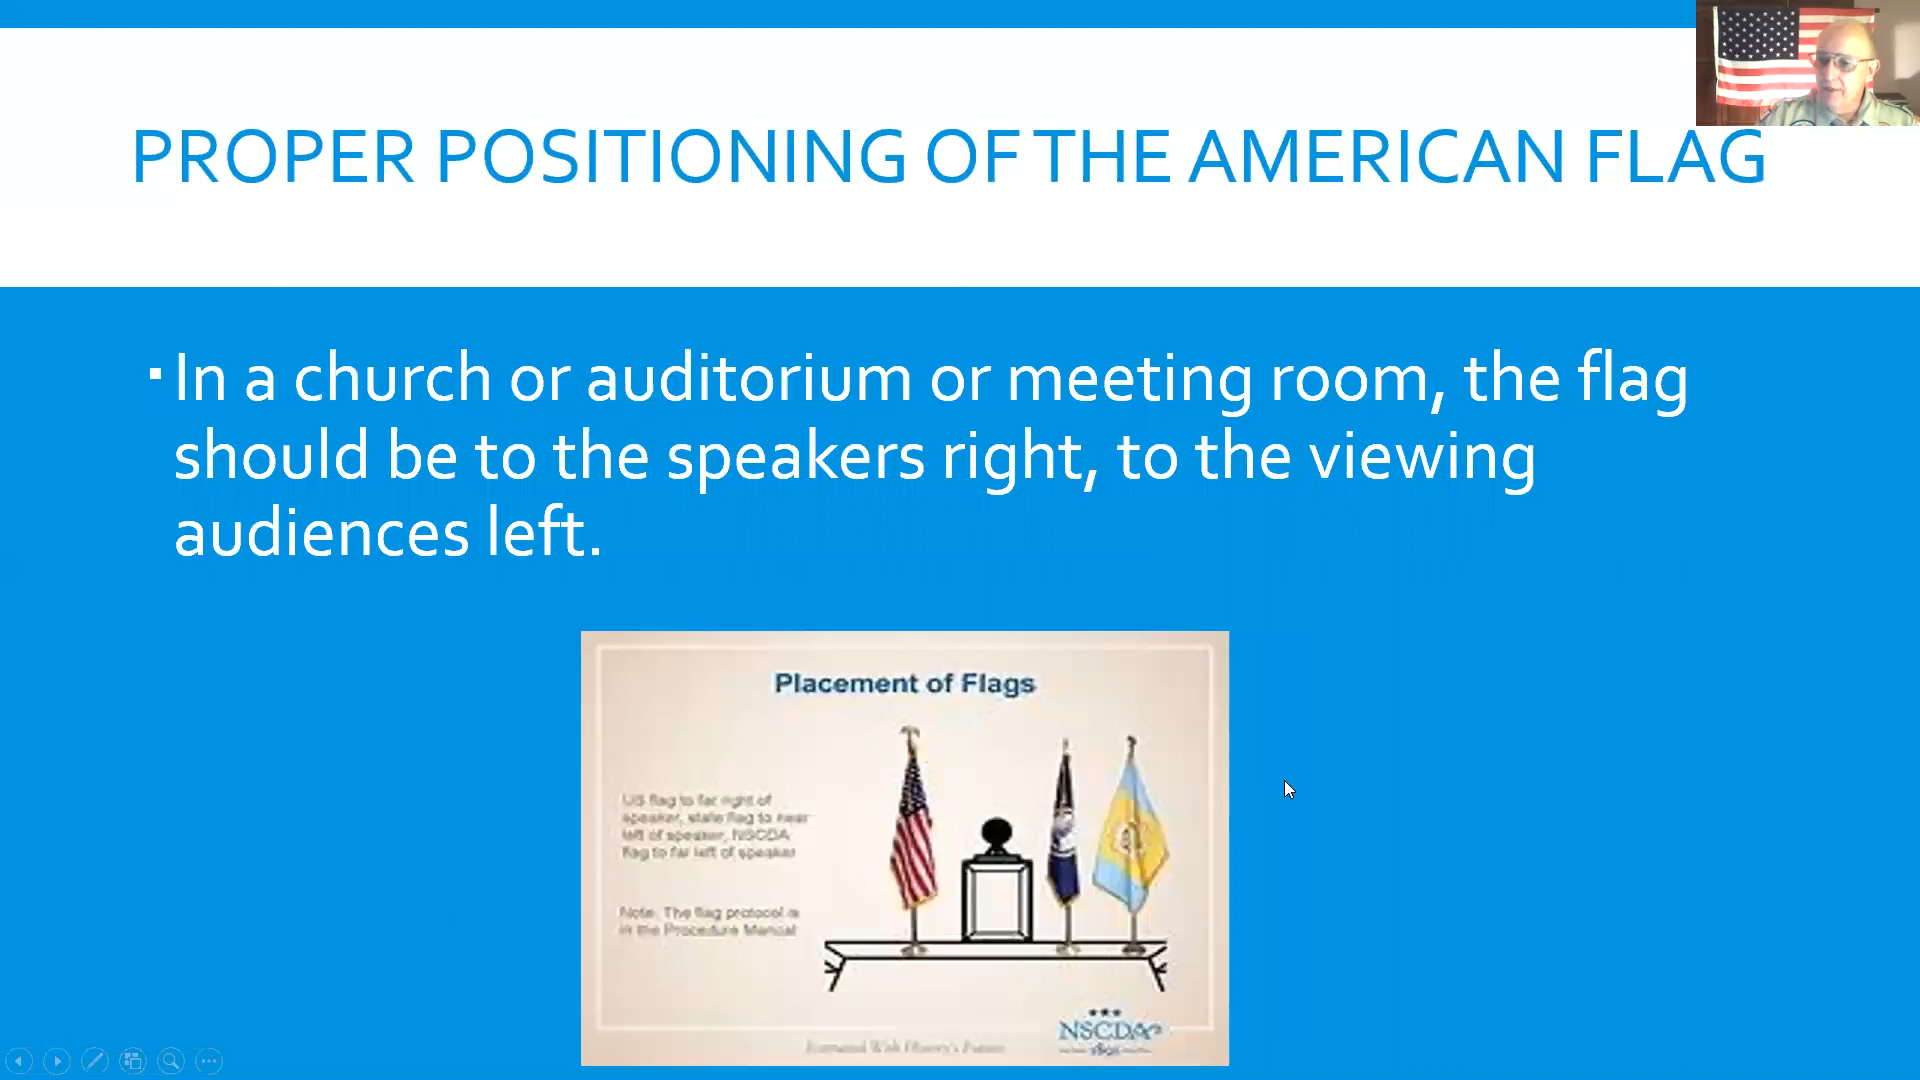 PROPER POSITIONING OF THE AMERICAN FLAG
▪ In a church or auditorium or meeting room, the flag
should be to the speakers right, to the viewing
audiences left.
Placement of Flags
US flag to far right of
speaker, state flag to near
left of speaker, NSCDA
flag to far left of speaker
Note: The flag protocol is
in the Procedure Manual
NSCDA
1891